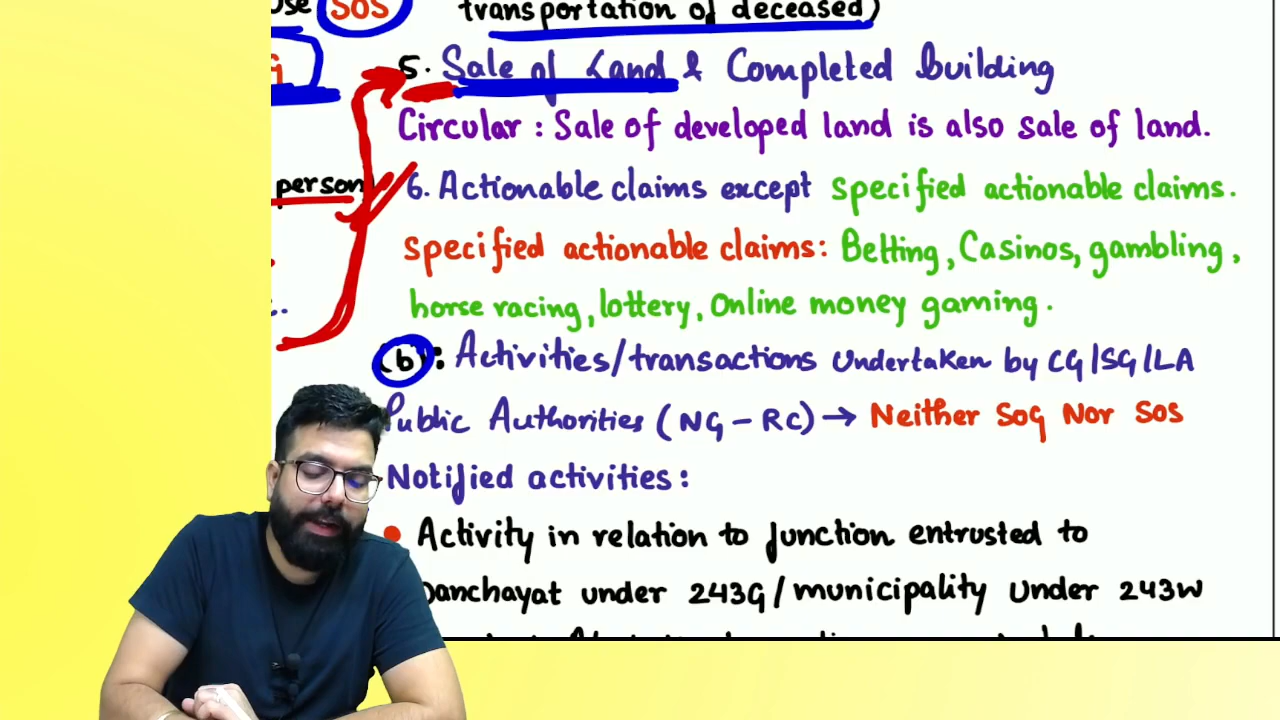 use SOS
transportation of deceased)
G
5. Sale of Land & Completed building
Circular : Sale of developed land is also sale of land.
person
6. Actionable claims except specified actionable claims.
specified actionable claims: Betting, Casinos, gambling,
horse racing, lottery, Online money gaming.
(b): Activities/transactions Undertaken by CG/SG/LA
Public Authorities (NG - RC) → Neither SOG Nor SOS
Notified activities:
• Activity in relation to function entrusted to
panchayat under 243G/municipality Under 243W